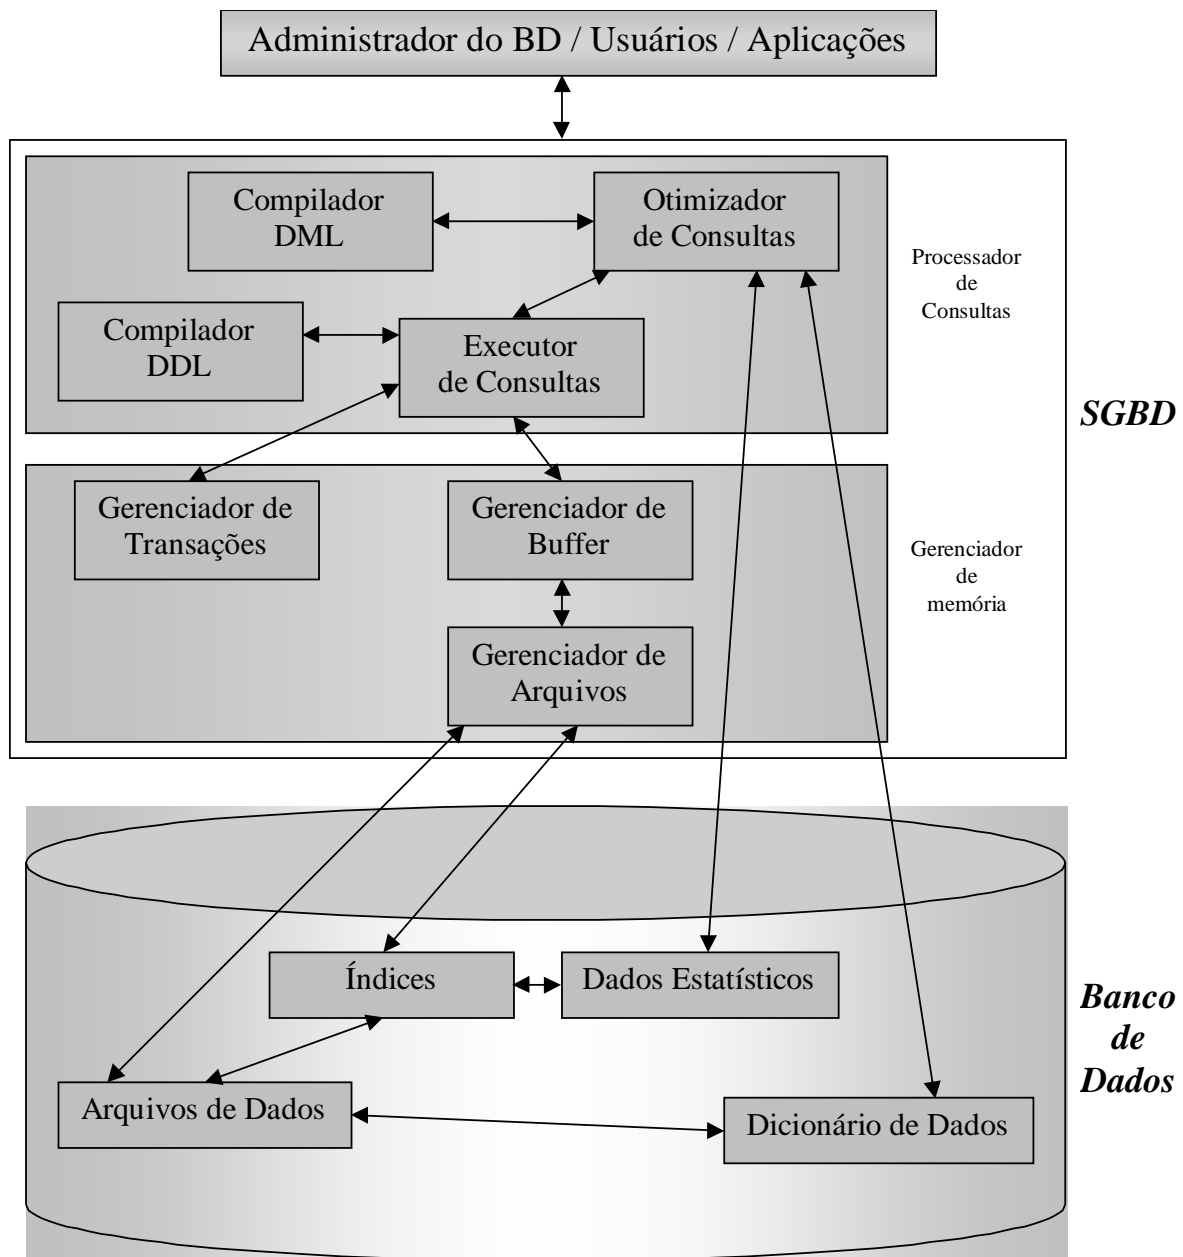 Administrador do BD / Usuários / Aplicações
Compilador
DML
Otimizador
de Consultas
Processador
de
Consultas
Compilador
DDL
Executor
de Consultas
SGBD
Gerenciador de
Transações
Gerenciador de
Buffer
Gerenciador
de
memória
Gerenciador de
Arquivos
Índices
Dados Estatísticos
Banco
de
Dados
Arquivos de Dados
Dicionário de Dados